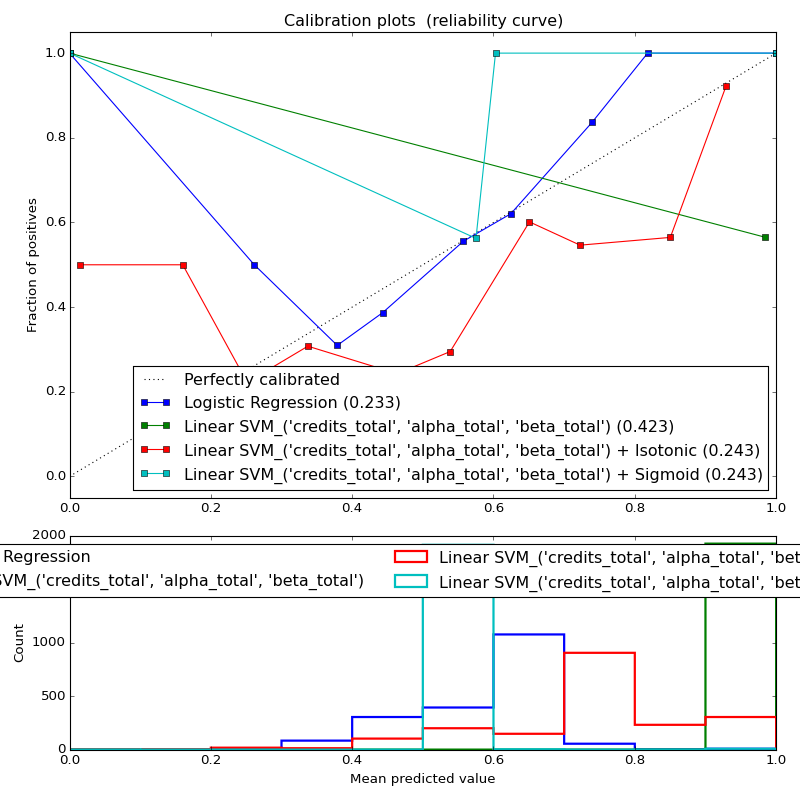 Calibration plots  (reliability curve)
1.0
0.8
0.6
0.4
0.2
0.0
Fraction of positives
Perfectly calibrated
Logistic Regression (0.233)
Linear SVM_('credits_total', 'alpha_total', 'beta_total') (0.423)
Linear SVM_('credits_total', 'alpha_total', 'beta_total') + Isotonic (0.243)
Linear SVM_('credits_total', 'alpha_total', 'beta_total') + Sigmoid (0.243)
0.0 0.2 0.4 0.6 0.8 1.0
2000
Regression Linear SVM_('credits_total', 'alpha_total', 'bet
SVM_('credits_total', 'alpha_total', 'beta_total') Linear SVM_('credits_total', 'alpha_total', 'bet
1000
500
0
Count
0.0 0.2 0.4 0.6 0.8 1.0
Mean predicted value